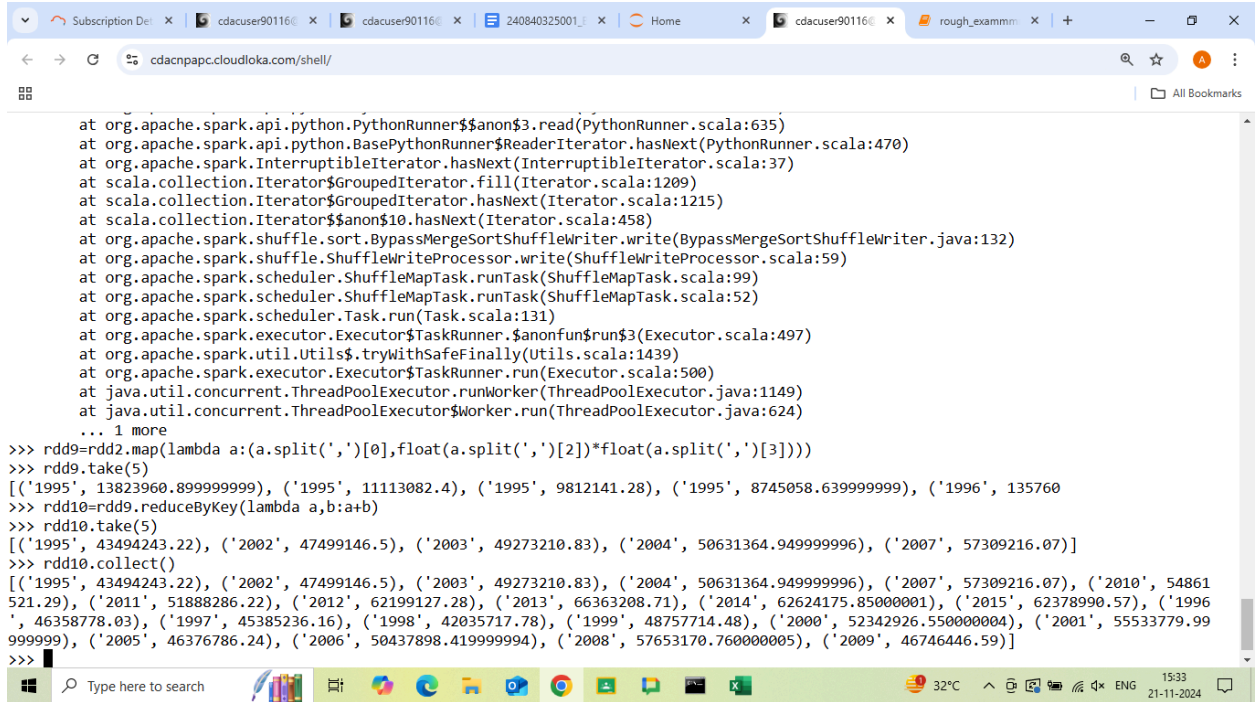 Subscription Det
cdacuser90116@
cdacuser90116@
240840325001_E
Home
cdacuser90116@
rough_exammm
cdacnpapc.cloudloka.com/shell/
A
All Bookmarks
at org.apache.spark.api.python.PythonRunner$$anon$3.read(PythonRunner.scala:635)
at org.apache.spark.api.python.BasePythonRunner$ReaderIterator.hasNext(PythonRunner.scala:470)
at org.apache.spark.InterruptibleIterator.hasNext(InterruptibleIterator.scala:37)
at scala.collection.Iterator$GroupedIterator.fill(Iterator.scala:1209)
at scala.collection.Iterator$GroupedIterator.hasNext(Iterator.scala:1215)
at scala.collection.Iterator$$anon$10.hasNext(Iterator.scala:458)
at org.apache.spark.shuffle.sort.BypassMergeSortShuffleWriter.write(BypassMergeSortShuffleWriter.java:132)
at org.apache.spark.shuffle.ShuffleWriteProcessor.write(ShuffleWriteProcessor.scala:59)
at org.apache.spark.scheduler.ShuffleMapTask.runTask(ShuffleMapTask.scala:99)
at org.apache.spark.scheduler.ShuffleMapTask.runTask(ShuffleMapTask.scala:52)
at org.apache.spark.scheduler.Task.run(Task.scala:131)
at org.apache.spark.executor.Executor$TaskRunner.$anonfun$run$3(Executor.scala:497)
at org.apache.spark.util.Utils$.tryWithSafeFinally(Utils.scala:1439)
at org.apache.spark.executor.Executor$TaskRunner.run(Executor.scala:500)
at java.util.concurrent.ThreadPoolExecutor.runWorker(ThreadPoolExecutor.java:1149)
at java.util.concurrent.ThreadPoolExecutor$Worker.run(ThreadPoolExecutor.java:624)
... 1 more
>>> rdd9=rdd2.map(lambda a:(a.split(',')[0],float(a.split(',')[2])*float(a.split(',')[3])))
>>> rdd9.take(5)
[('1995', 13823960.899999999), ('1995', 11113082.4), ('1995', 9812141.28), ('1995', 8745058.639999999), ('1996', 135760
>>> rdd10=rdd9.reduceByKey(lambda a,b:a+b)
>>> rdd10.take(5)
[('1995', 43494243.22), ('2002', 47499146.5), ('2003', 49273210.83), ('2004', 50631364.949999996), ('2007', 57309216.07)]
>>> rdd10.collect()
[('1995', 43494243.22), ('2002', 47499146.5), ('2003', 49273210.83), ('2004', 50631364.949999996), ('2007', 57309216.07), ('2010', 54861
521.29), ('2011', 51888286.22), ('2012', 62199127.28), ('2013', 66363208.71), ('2014', 62624175.85000001), ('2015', 62378990.57), ('1996
', 46358778.03), ('1997', 45385236.16), ('1998', 42035717.78), ('1999', 48757714.48), ('2000', 52342926.550000004), ('2001', 55533779.99
999999), ('2005', 46376786.24), ('2006', 50437898.419999994), ('2008', 57653170.760000005), ('2009', 46746446.59)]
>>>
Type here to search
32°C
ENG
15:33
21-11-2024